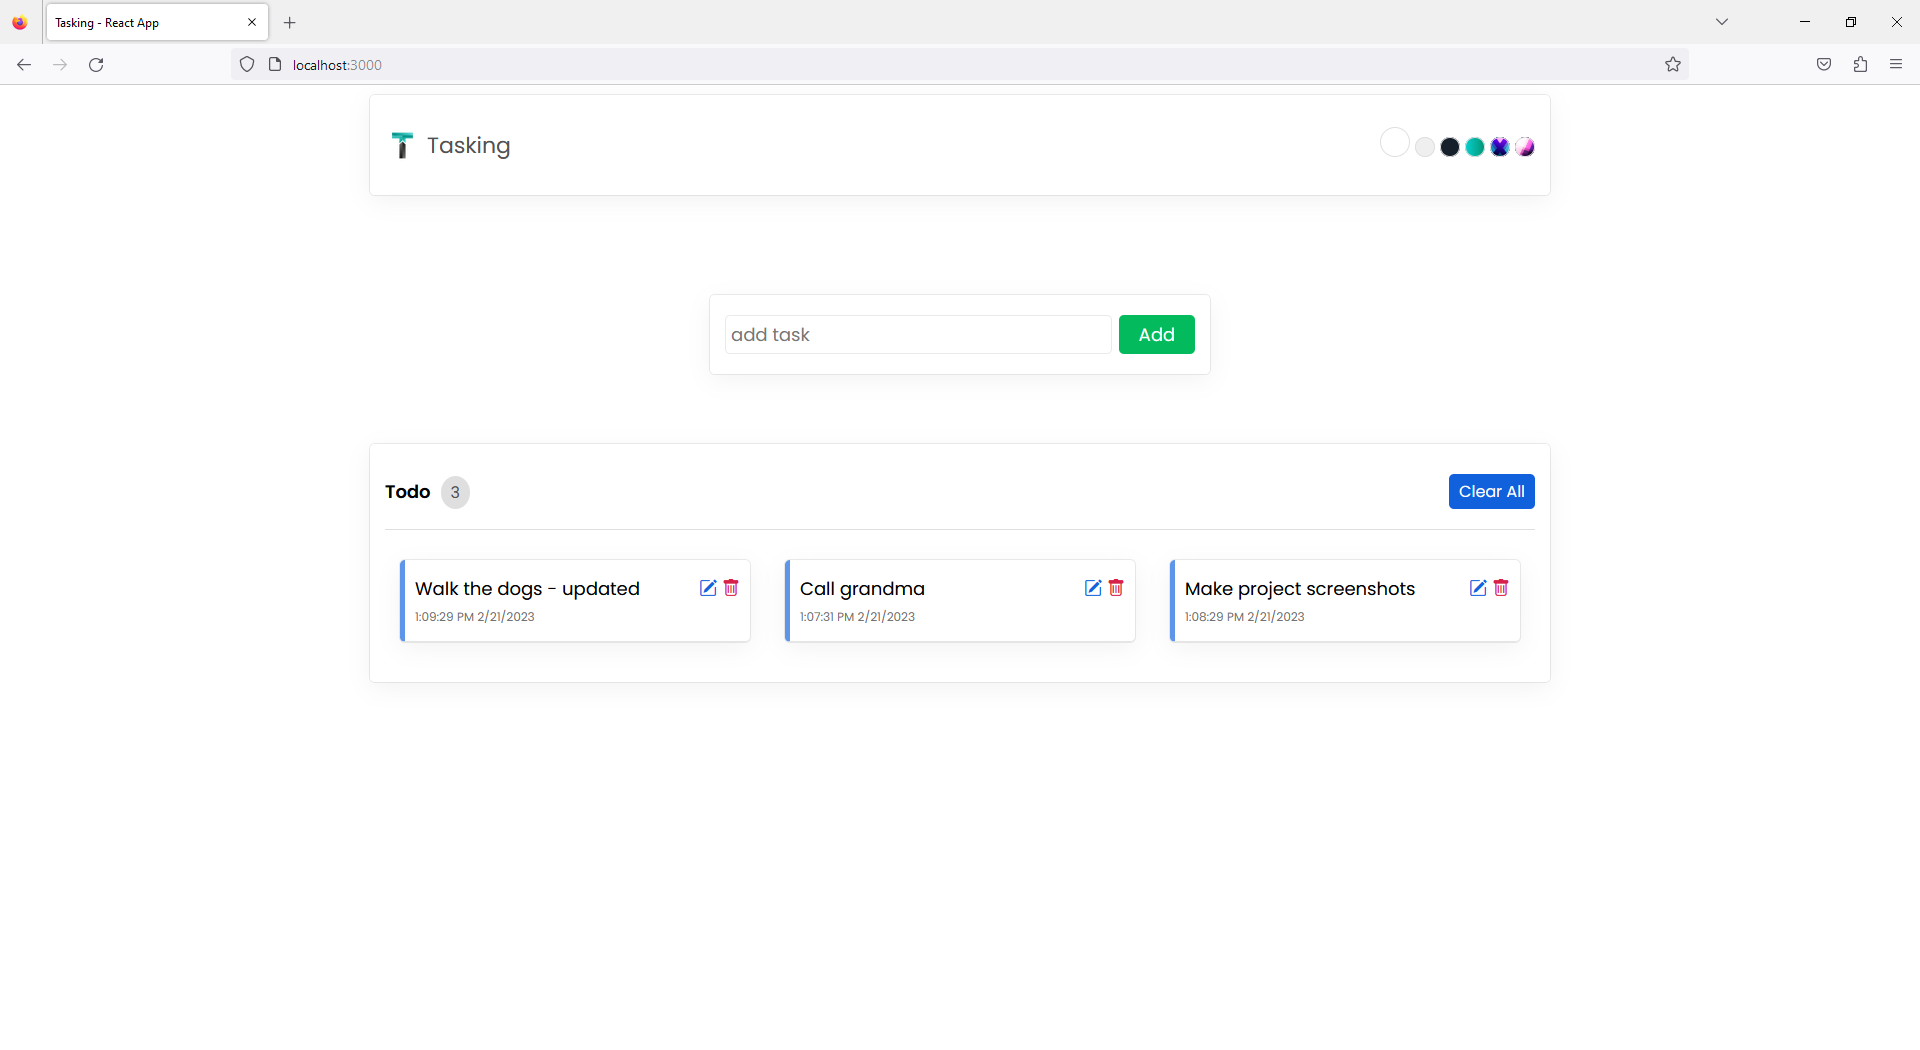 Tasking - React App
localhost:3000
Tasking
add task
Add
Todo 3
Clear All
Walk the dogs - updated
1:09:29 PM 2/21/2023
Call grandma
1:07:31 PM 2/21/2023
Make project screenshots
1:08:29 PM 2/21/2023